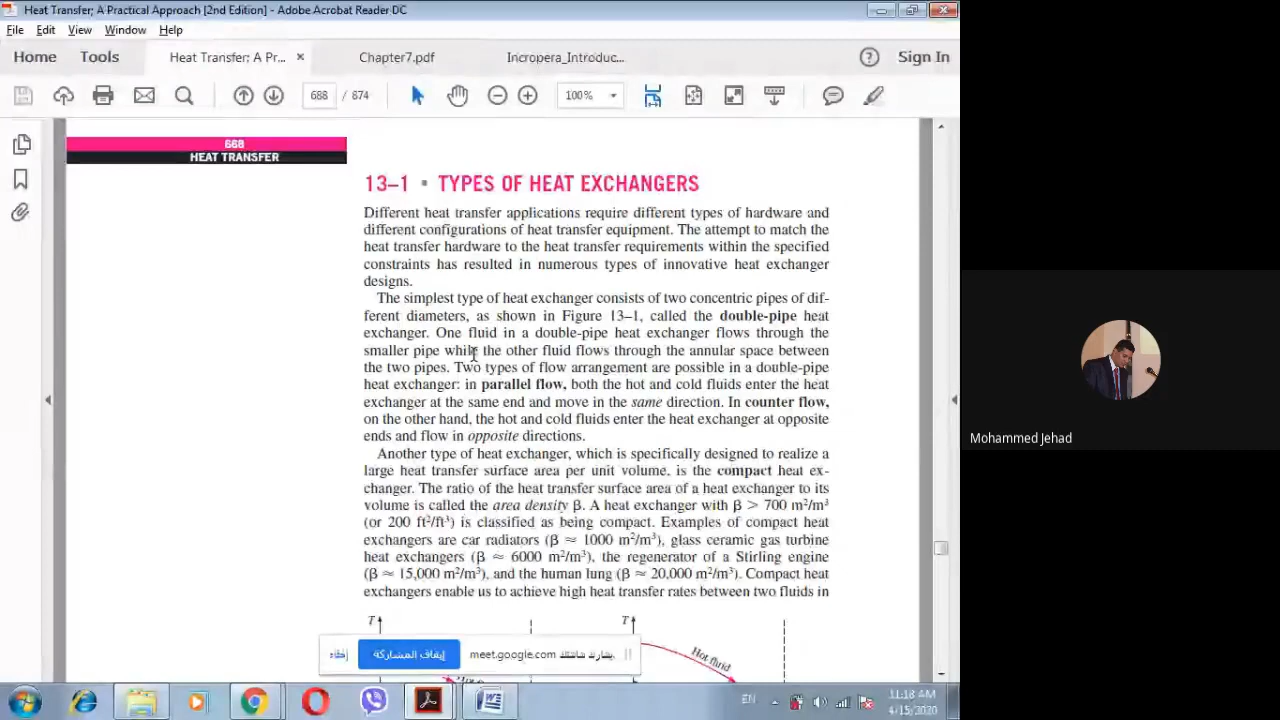 Heat Transfer; A Practical Approach [2nd Edition] - Adobe Acrobat Reader DC
File Edit View Window Help
Home Tools Heat Transfer; A Pr... × Chapter7.pdf Incropera_Introduc... Sign In
688 / 874 100%
668
HEAT TRANSFER
13–1 ▪ TYPES OF HEAT EXCHANGERS
Different heat transfer applications require different types of hardware and
different configurations of heat transfer equipment. The attempt to match the
heat transfer hardware to the heat transfer requirements within the specified
constraints has resulted in numerous types of innovative heat exchanger
designs.
The simplest type of heat exchanger consists of two concentric pipes of dif-
ferent diameters, as shown in Figure 13–1, called the double-pipe heat
exchanger. One fluid in a double-pipe heat exchanger flows through the
smaller pipe while the other fluid flows through the annular space between
the two pipes. Two types of flow arrangement are possible in a double-pipe
heat exchanger: in parallel flow, both the hot and cold fluids enter the heat
exchanger at the same end and move in the same direction. In counter flow,
on the other hand, the hot and cold fluids enter the heat exchanger at opposite
ends and flow in opposite directions.
Another type of heat exchanger, which is specifically designed to realize a
large heat transfer surface area per unit volume, is the compact heat ex-
changer. The ratio of the heat transfer surface area of a heat exchanger to its
volume is called the area density β. A heat exchanger with β > 700 m²/m³
(or 200 ft²/ft³) is classified as being compact. Examples of compact heat
exchangers are car radiators (β ≈ 1000 m²/m³), glass ceramic gas turbine
heat exchangers (β ≈ 6000 m²/m³), the regenerator of a Stirling engine
(β ≈ 15,000 m²/m³), and the human lung (β ≈ 20,000 m²/m³). Compact heat
exchangers enable us to achieve high heat transfer rates between two fluids in
T T
Hot fluid
إخفاء إيقاف المشاركة meet.google.com
EN 11:18 AM
4/15/2020
Mohammed Jehad